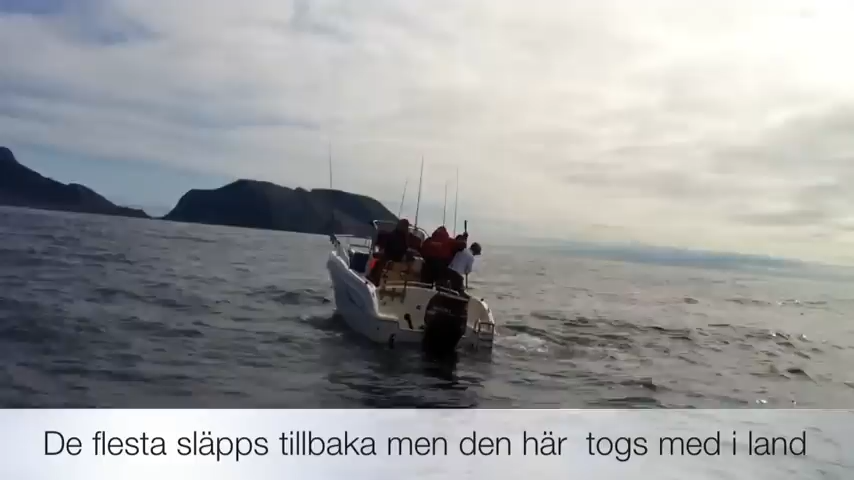 De flesta släpps tillbaka men den här  togs med i land